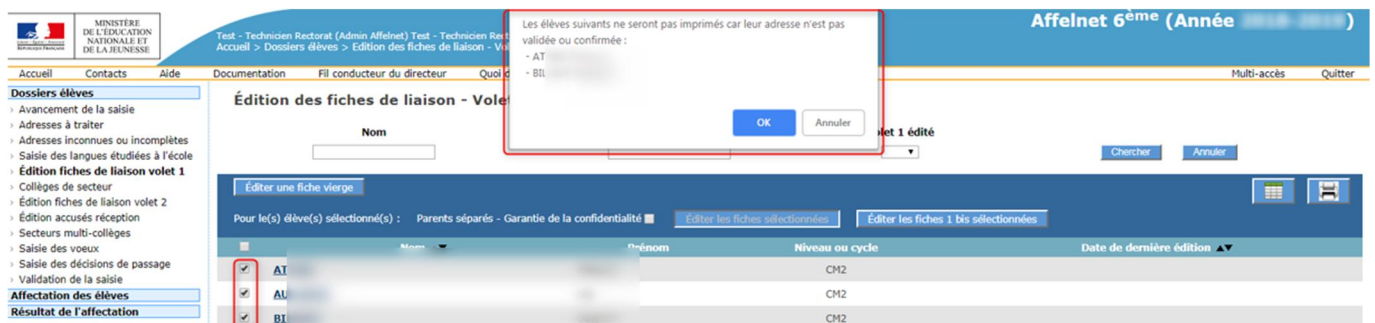 MINISTÈRE
DE L'ÉDUCATION
NATIONALE ET
DE LA JEUNESSE
Liberté · Égalité · Fraternité
RÉPUBLIQUE FRANÇAISE
Test - Technicien Rectorat (Admin Affelnet) Test - Technicien Rect
Accueil > Dossiers élèves > Edition des fiches de liaison - Vo
Affelnet 6ème (Année )
Les élèves suivants ne seront pas imprimés car leur adresse n'est pas
validée ou confirmée :
- AT
- BIL
OK Annuler
Accueil Contacts Aide Documentation Fil conducteur du directeur Quoi d Multi-accès Quitter
Dossiers élèves
› Avancement de la saisie
› Adresses à traiter
› Adresses inconnues ou incomplètes
› Saisie des langues étudiées à l'école
› Édition fiches de liaison volet 1
› Collèges de secteur
› Édition fiches de liaison volet 2
› Édition accusés réception
› Secteurs multi-collèges
› Saisie des voeux
› Saisie des décisions de passage
› Validation de la saisie
Affectation des élèves
Résultat de l'affectation
Édition des fiches de liaison - Volet
Nom olet 1 édité
Chercher Annuler
Éditer une fiche vierge
Pour le(s) élève(s) sélectionné(s) : Parents séparés - Garantie de la confidentialité Éditer les fiches sélectionnées Éditer les fiches 1 bis sélectionnées
Nom Prénom Niveau ou cycle Date de dernière édition ▲▼
AT CM2
AU CM2
BI CM2